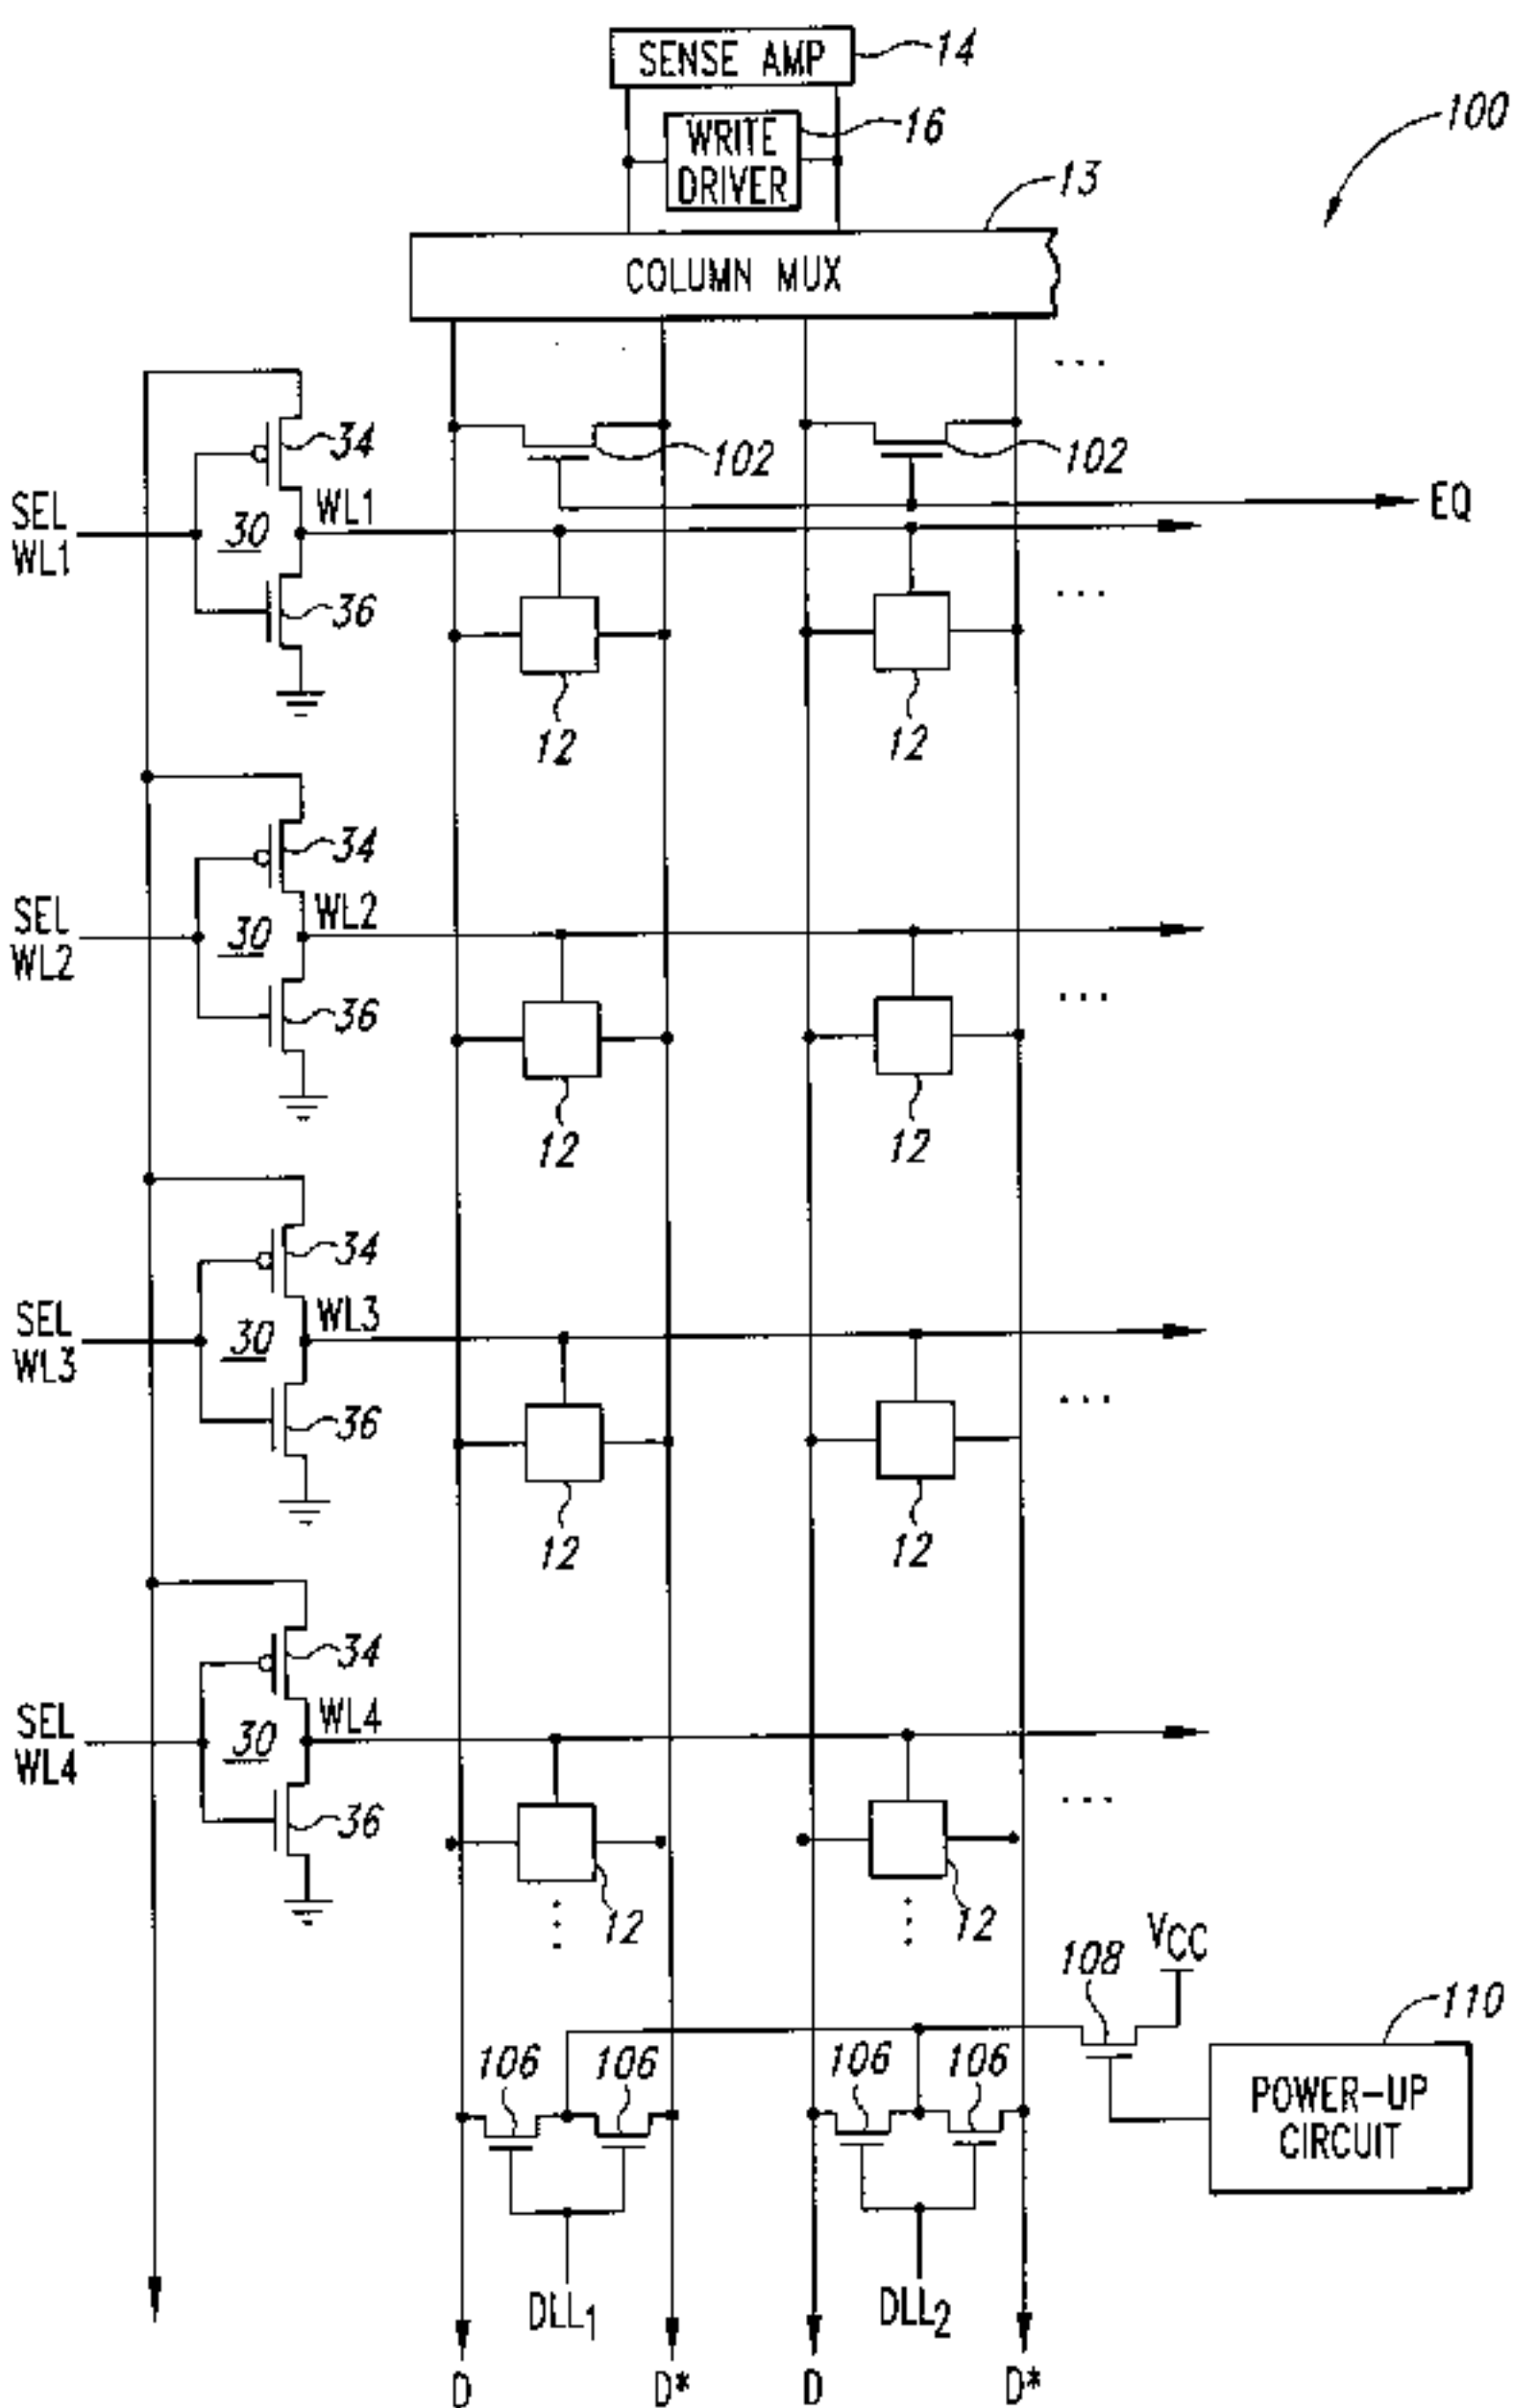 SENSE AMP
14
WRITE
DRIVER
16
100
13
COLUMN MUX
...
34
102
102
SEL
WL1
30
WL1
EQ
36
...
12
12
34
SEL
WL2
30
WL2
36
...
12
12
34
SEL
WL3
30
WL3
36
...
12
12
34
SEL
WL4
30
WL4
36
...
12
12
108
VCC
110
106
106
106
106
POWER-UP
CIRCUIT
DLL1
DLL2
D
D*
D
D*